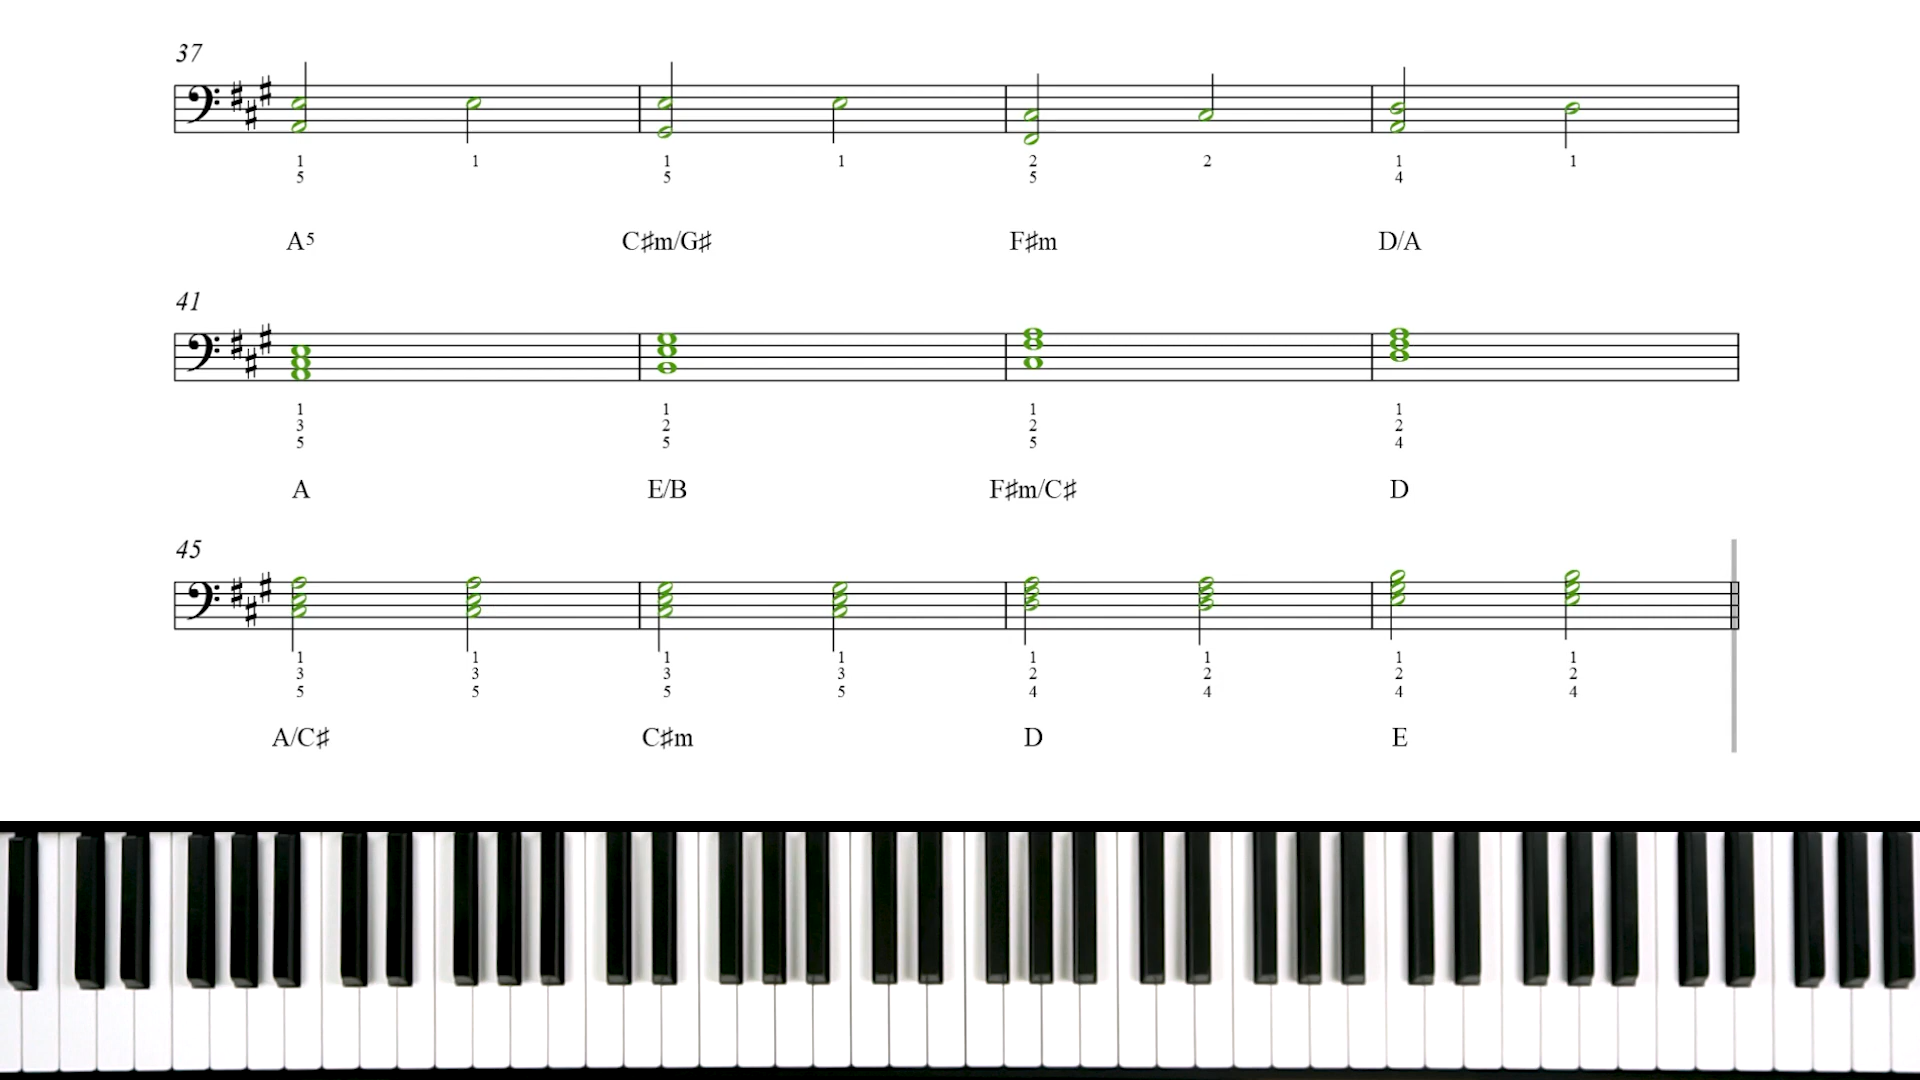 37
1 1 1 1 2 2 1 1
5 5 5 4
A5 C♯m/G♯ F♯m D/A
41
1 1 1 1
3 2 2 2
5 5 5 4
A E/B F♯m/C♯ D
45
1 1 1 1 1 1 1 1
3 3 3 3 2 2 2 2
5 5 5 5 4 4 4 4
A/C♯ C♯m D E